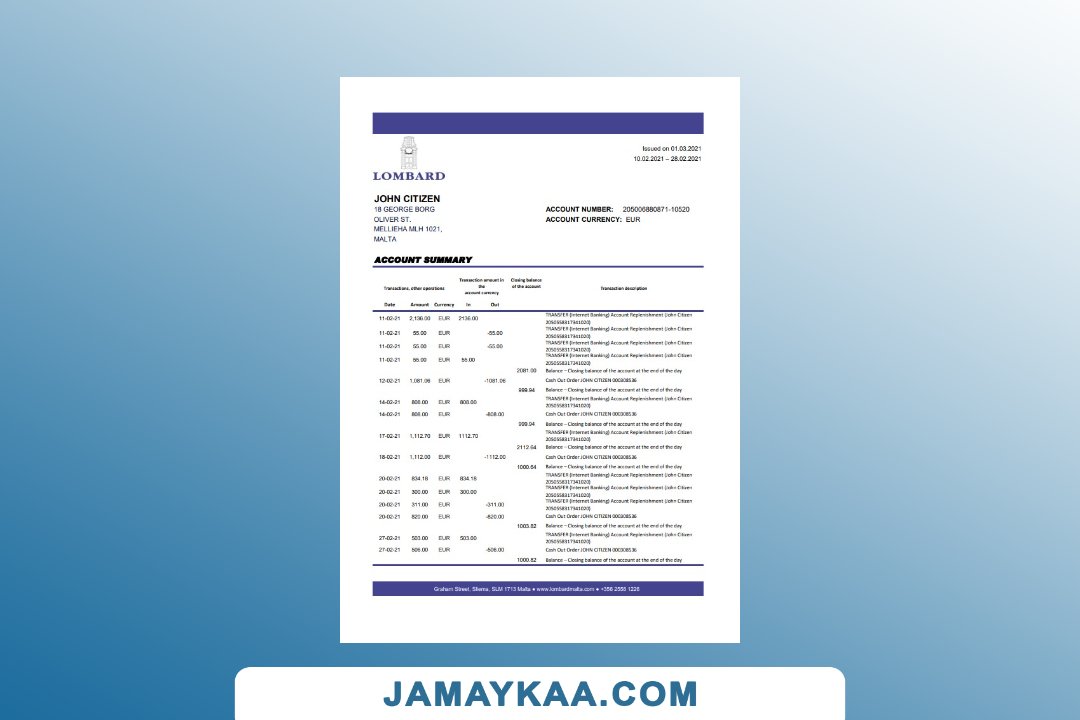 Issued on 01.03.2021
10.02.2021 – 28.02.2021
LOMBARD
JOHN CITIZEN
18 GEORGE BORG
OLIVER ST.
MELLIEHA MLH 1021,
MALTA
ACCOUNT NUMBER: 205006880871-10520
ACCOUNT CURRENCY: EUR
ACCOUNT SUMMARY
Transactions, other operations
Transaction amount in
the
account currency
Closing balance
of the account
Transaction description
Date Amount Currency In Out
11-02-21 2,136.00 EUR 2136.00 TRANSFER (Internet Banking) Account Replenishment (John Citizen
2050558317341020)
11-02-21 55.00 EUR -55.00 TRANSFER (Internet Banking) Account Replenishment (John Citizen
2050558317341020)
11-02-21 55.00 EUR -55.00 TRANSFER (Internet Banking) Account Replenishment (John Citizen
2050558317341020)
11-02-21 55.00 EUR 55.00 TRANSFER (Internet Banking) Account Replenishment (John Citizen
2050558317341020)
2081.00 Balance – Closing balance of the account at the end of the day
12-02-21 1,081.06 EUR -1081.06 Cash Out Order JOHN CITIZEN 000308536
999.94 Balance – Closing balance of the account at the end of the day
14-02-21 808.00 EUR 808.00 TRANSFER (Internet Banking) Account Replenishment (John Citizen
2050558317341020)
14-02-21 808.00 EUR -808.00 Cash Out Order JOHN CITIZEN 000308536
999.94 Balance – Closing balance of the account at the end of the day
17-02-21 1,112.70 EUR 1112.70 TRANSFER (Internet Banking) Account Replenishment (John Citizen
2050558317341020)
2112.64 Balance – Closing balance of the account at the end of the day
18-02-21 1,112.00 EUR -1112.00 Cash Out Order JOHN CITIZEN 000308536
1000.64 Balance – Closing balance of the account at the end of the day
20-02-21 834.18 EUR 834.18 TRANSFER (Internet Banking) Account Replenishment (John Citizen
2050558317341020)
20-02-21 300.00 EUR 300.00 TRANSFER (Internet Banking) Account Replenishment (John Citizen
2050558317341020)
20-02-21 311.00 EUR -311.00 TRANSFER (Internet Banking) Account Replenishment (John Citizen
2050558317341020)
20-02-21 820.00 EUR -820.00 Cash Out Order JOHN CITIZEN 000308536
1003.82 Balance – Closing balance of the account at the end of the day
27-02-21 503.00 EUR 503.00 TRANSFER (Internet Banking) Account Replenishment (John Citizen
2050558317341020)
27-02-21 506.00 EUR -506.00 Cash Out Order JOHN CITIZEN 000308536
1000.82 Balance – Closing balance of the account at the end of the day
Graham Street, Sliema, SLM 1713 Malta ● www.lombardmalta.com ● +356 2558 1226
JAMAYKAA.COM